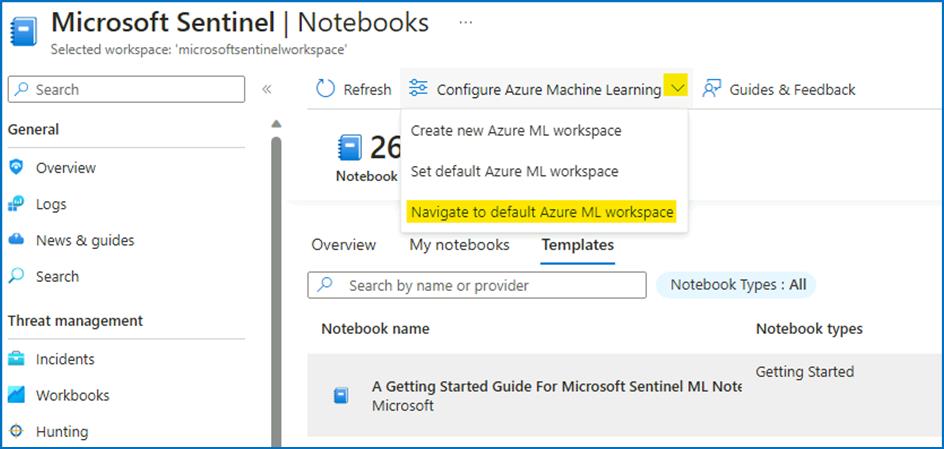 Microsoft Sentinel | Notebooks ...
Selected workspace: 'microsoftsentinelworkspace'
Search
«
General
Overview
Logs
News & guides
Search
Threat management
Incidents
Workbooks
Hunting
Refresh
Configure Azure Machine Learning
Guides & Feedback
Create new Azure ML workspace
Set default Azure ML workspace
Navigate to default Azure ML workspace
26
Notebook
Overview My notebooks Templates
Search by name or provider
Notebook Types : All
Notebook name Notebook types
A Getting Started Guide For Microsoft Sentinel ML Note
Microsoft
Getting Started